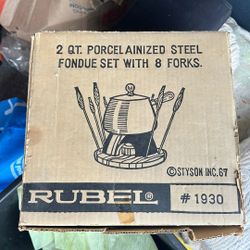 2 QT. PORCELAINIZED STEEL
FONDUE SET WITH 8 FORKS.
©STYSON INC.67
RUBEL®
# 1930